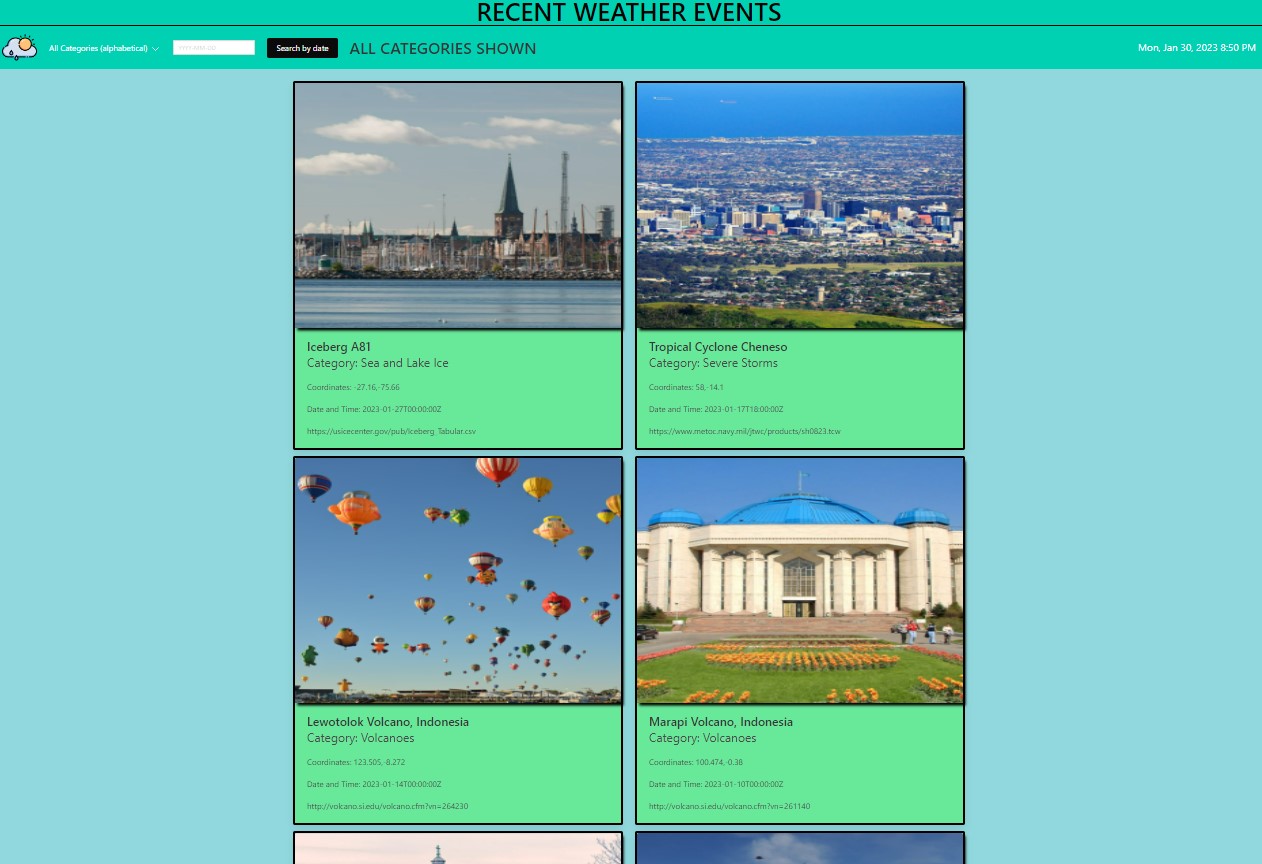 RECENT WEATHER EVENTS
All Categories (alphabetical)
YYYY-MM-DD
Search by date
ALL CATEGORIES SHOWN
Mon, Jan 30, 2023 8:50 PM
Iceberg A81
Category: Sea and Lake Ice
Coordinates: -27.16,-75.66
Date and Time: 2023-01-27T00:00:00Z
https://usicecenter.gov/pub/Iceberg_Tabular.csv
Tropical Cyclone Cheneso
Category: Severe Storms
Coordinates: 58,-14.1
Date and Time: 2023-01-17T18:00:00Z
https://www.metoc.navy.mil/jtwc/products/sh0823.tcw
Lewotolok Volcano, Indonesia
Category: Volcanoes
Coordinates: 123.505,-8.272
Date and Time: 2023-01-14T00:00:00Z
http://volcano.si.edu/volcano.cfm?vn=264230
Marapi Volcano, Indonesia
Category: Volcanoes
Coordinates: 100.474,-0.38
Date and Time: 2023-01-10T00:00:00Z
http://volcano.si.edu/volcano.cfm?vn=261140